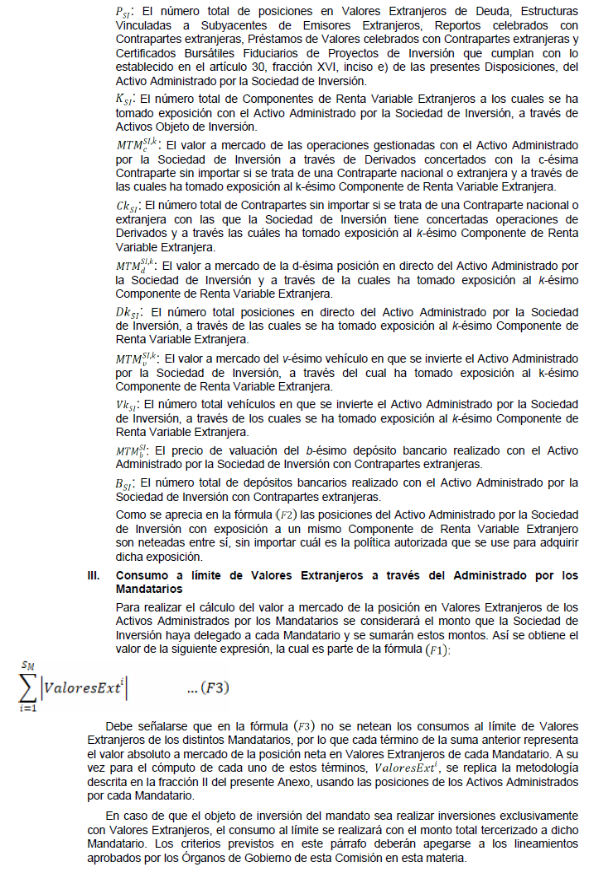 P_SI: El número total de posiciones en Valores Extranjeros de Deuda, Estructuras
Vinculadas a Subyacentes de Emisores Extranjeros, Reportos celebrados con
Contrapartes extranjeras, Préstamos de Valores celebrados con Contrapartes extranjeras y
Certificados Bursátiles Fiduciarios de Proyectos de Inversión que cumplan con lo
establecido en el artículo 30, fracción XVI, inciso e) de las presentes Disposiciones, del
Activo Administrado por la Sociedad de Inversión.
K_SI: El número total de Componentes de Renta Variable Extranjeros a los cuales se ha
tomado exposición con el Activo Administrado por la Sociedad de Inversión, a través de
Activos Objeto de Inversión.
MTM_c^SI,k: El valor a mercado de las operaciones gestionadas con el Activo Administrado
por la Sociedad de Inversión a través de Derivados concertados con la c-ésima
Contraparte sin importar si se trata de una Contraparte nacional o extranjera y a través de
las cuales ha tomado exposición al k-ésimo Componente de Renta Variable Extranjera.
Ck_SI: El número total de Contrapartes sin importar si se trata de una Contraparte nacional o
extranjera con las que la Sociedad de Inversión tiene concertadas operaciones de
Derivados y a través las cuáles ha tomado exposición al k-ésimo Componente de Renta
Variable Extranjera.
MTM_d^SI,k: El valor a mercado de la d-ésima posición en directo del Activo Administrado por
la Sociedad de Inversión y a través de la cuales ha tomado exposición al k-ésimo
Componente de Renta Variable Extranjera.
Dk_SI: El número total posiciones en directo del Activo Administrado por la Sociedad
de Inversión, a través de las cuales se ha tomado exposición al k-ésimo Componente de
Renta Variable Extranjera.
MTM_v^SI,k: El valor a mercado del v-ésimo vehículo en que se invierte el Activo Administrado
por la Sociedad de Inversión, a través del cual ha tomado exposición al k-ésimo
Componente de Renta Variable Extranjera.
Vk_SI: El número total vehículos en que se invierte el Activo Administrado por la Sociedad
de Inversión, a través de los cuales se ha tomado exposición al k-ésimo Componente de
Renta Variable Extranjera.
MTM_b^SI: El precio de valuación del b-ésimo depósito bancario realizado con el Activo
Administrado por la Sociedad de Inversión con Contrapartes extranjeras.
B_SI: El número total de depósitos bancarios realizado con el Activo Administrado por la
Sociedad de Inversión con Contrapartes extranjeras.
Como se aprecia en la fórmula (F2) las posiciones del Activo Administrado por la Sociedad
de Inversión con exposición a un mismo Componente de Renta Variable Extranjero
son neteadas entre sí, sin importar cuál es la política autorizada que se use para adquirir
dicha exposición.
III. Consumo a límite de Valores Extranjeros a través del Administrado por los
Mandatarios
Para realizar el cálculo del valor a mercado de la posición en Valores Extranjeros de los
Activos Administrados por los Mandatarios se considerará el monto que la Sociedad de
Inversión haya delegado a cada Mandatario y se sumarán estos montos. Así se obtiene el
valor de la siguiente expresión, la cual es parte de la fórmula (F1):
∑_{i=1}^{S_M} |ValoresExt^i| ... (F3)
Debe señalarse que en la fórmula (F3) no se netean los consumos al límite de Valores
Extranjeros de los distintos Mandatarios, por lo que cada término de la suma anterior representa
el valor absoluto a mercado de la posición neta en Valores Extranjeros de cada Mandatario. A su
vez para el cómputo de cada uno de estos términos, ValoresExt^i, se replica la metodología
descrita en la fracción II del presente Anexo, usando las posiciones de los Activos Administrados
por cada Mandatario.
En caso de que el objeto de inversión del mandato sea realizar inversiones exclusivamente
con Valores Extranjeros, el consumo al límite se realizará con el monto total tercerizado a dicho
Mandatario. Los criterios previstos en este párrafo deberán apegarse a los lineamientos
aprobados por los Órganos de Gobierno de esta Comisión en esta materia.